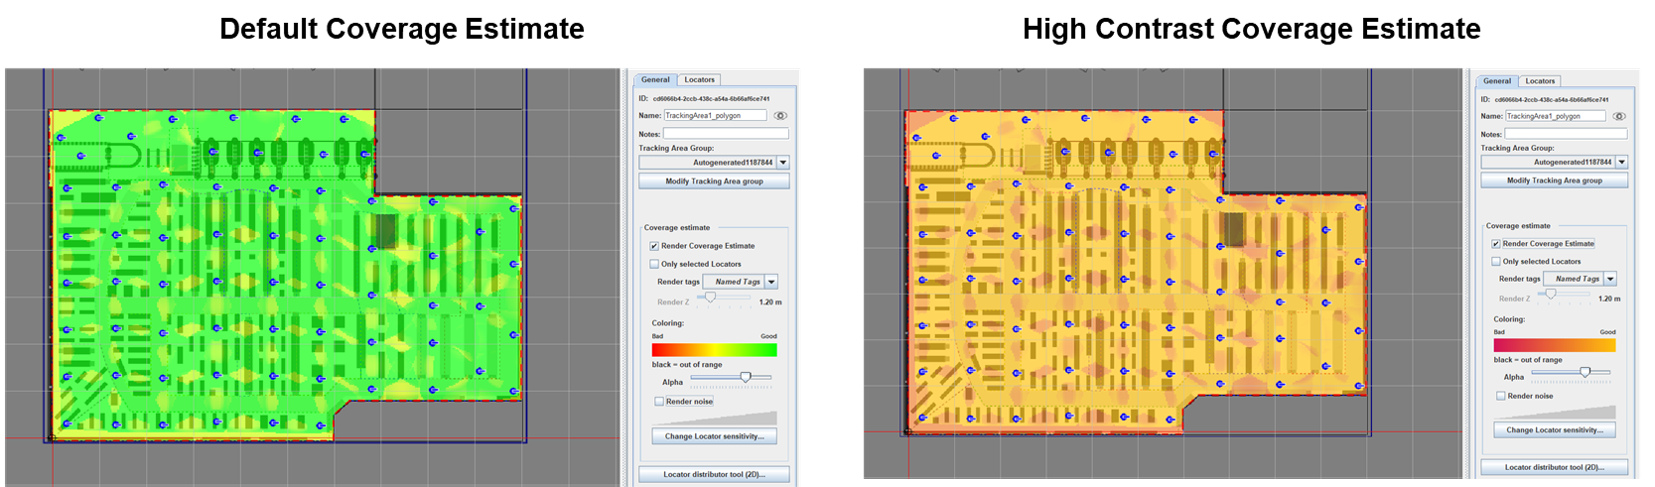 Default Coverage Estimate
General
Locators
ID: cd6066b4-2ccb-438c-a54a-6b66af6ce741
Name: TrackingArea1_polygon
Notes:
Tracking Area Group:
Autogenerated1187844
Modify Tracking Area group
Coverage estimate
Render Coverage Estimate
Only selected Locators
Render tags Named Tags
Render Z 1.20 m
Coloring:
Bad Good
black = out of range
Alpha
Render noise
Change Locator sensitivity...
Locator distributor tool (2D)...
High Contrast Coverage Estimate
General
Locators
ID: cd6066b4-2ccb-438c-a54a-6b66af6ce741
Name: TrackingArea1_polygon
Notes:
Tracking Area Group:
Autogenerated1187844
Modify Tracking Area group
Coverage estimate
Render Coverage Estimate
Only selected Locators
Render tags Named Tags
Render Z 1.20 m
Coloring:
Bad Good
black = out of range
Alpha
Render noise
Change Locator sensitivity...
Locator distributor tool (2D)...